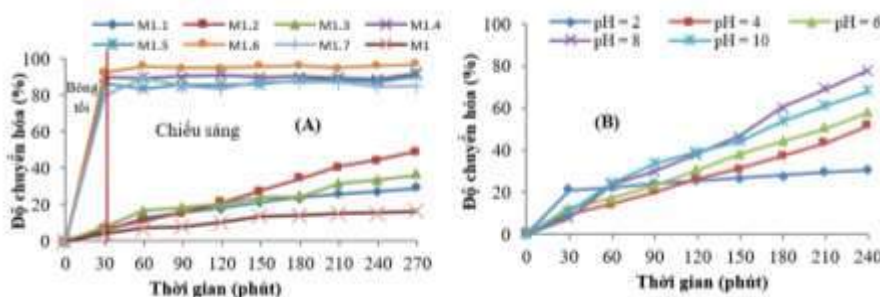 M1.1 M1.2 M1.3 M1.4
M1.5 M1.6 M1.7 M1
Độ chuyển hóa (%)
100
80
60
40
20
0
Bóng tối
Chiếu sáng
(A)
0 30 60 90 120 150 180 210 240 270
Thời gian (phút)
pH = 2 pH = 4 pH = 6
pH = 8 pH = 10
Độ chuyển hóa (%)
100
80
60
40
20
0
(B)
0 30 60 90 120 150 180 210 240
Thời gian (phút)